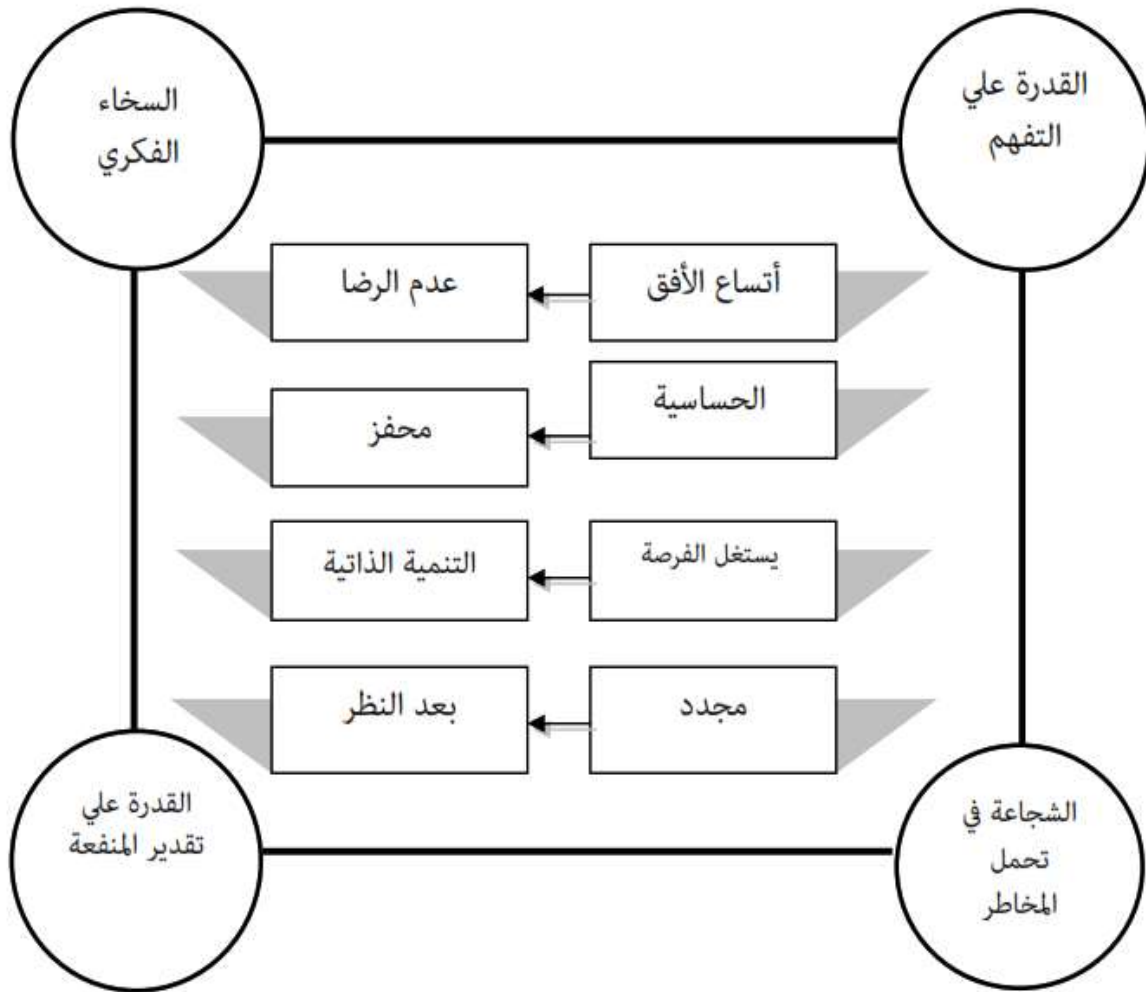 القدرة علي
التفهم
السخاء
الفكري
أتساع الأفق
عدم الرضا
الحساسية
محفز
يستغل الفرصة
التنمية الذاتية
مجدد
بعد النظر
الشجاعة في
تحمل
المخاطر
القدرة علي
تقدير المنفعة